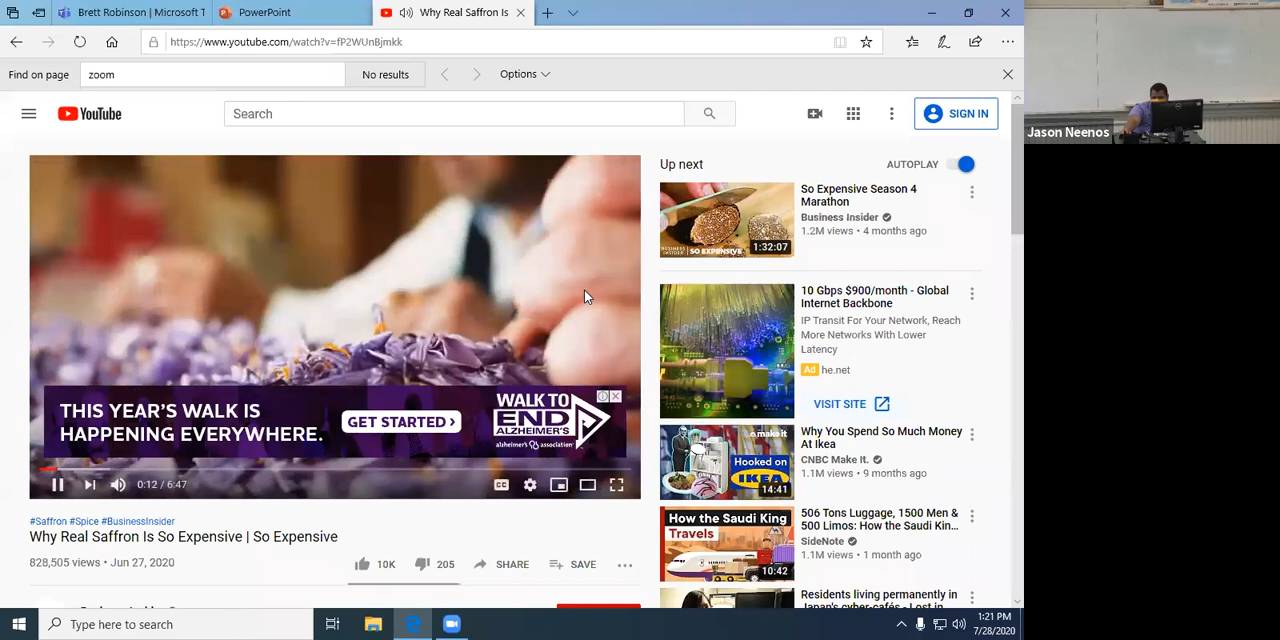 Brett Robinson | Microsoft T
PowerPoint
Why Real Saffron Is
https://www.youtube.com/watch?v=fP2WUnBjmkk
Find on page
zoom
No results
Options
YouTube
Search
SIGN IN
THIS YEAR'S WALK IS
HAPPENING EVERYWHERE.
GET STARTED ›
WALK TO
END
ALZHEIMER'S
alzheimer's association
0:12 / 6:47
CC
#Saffron #Spice #BusinessInsider
Why Real Saffron Is So Expensive | So Expensive
828,505 views • Jun 27, 2020
10K
205
SHARE
SAVE
Up next
AUTOPLAY
SO EXPENSIVE
1:32:07
So Expensive Season 4
Marathon
Business Insider
1.2M views • 4 months ago
10 Gbps $900/month - Global
Internet Backbone
IP Transit For Your Network, Reach
More Networks With Lower
Latency
Ad he.net
VISIT SITE
make it
Hooked on
IKEA
14:41
Why You Spend So Much Money
At Ikea
CNBC Make It.
1.1M views • 9 months ago
How the Saudi King
Travels
10:42
506 Tons Luggage, 1500 Men &
500 Limos: How the Saudi Kin...
SideNote
1.1M views • 1 month ago
Residents living permanently in
Japan's cyber-cafés - Lost in
Jason Neenos
Type here to search
1:21 PM
7/28/2020